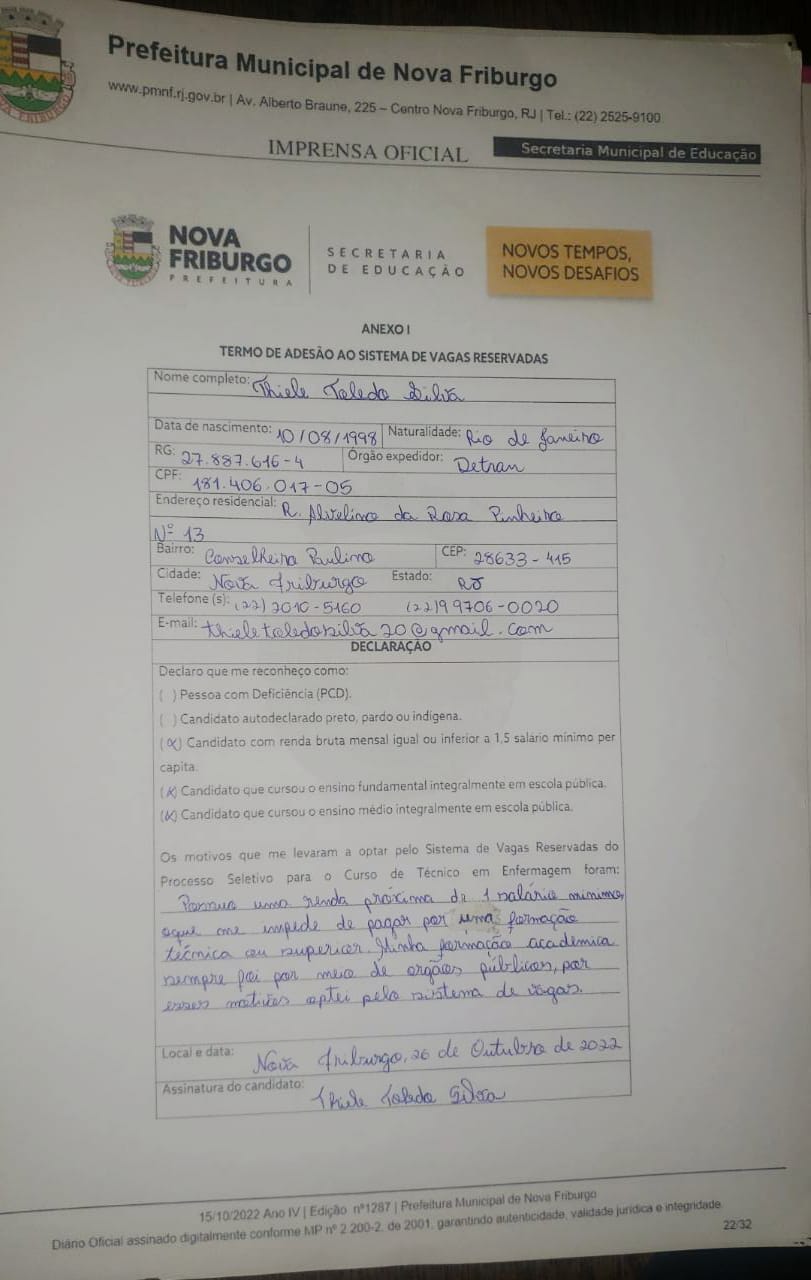 Prefeitura Municipal de Nova Friburgo
www.pmnf.rj.gov.br | Av. Alberto Braune, 225 – Centro Nova Friburgo, RJ | Tel.: (22) 2525-9100
IMPRENSA OFICIAL
Secretaria Municipal de Educação
NOVA
FRIBURGO
PREFEITURA
SECRETARIA
DE EDUCAÇÃO
NOVOS TEMPOS,
NOVOS DESAFIOS
ANEXO I
TERMO DE ADESÃO AO SISTEMA DE VAGAS RESERVADAS
Nome completo: Thiele Toledo Silva
Data de nascimento: 10/08/1998 Naturalidade: Rio de Janeiro
RG: 27.887.616-4 Órgão expedidor: Detran
CPF: 181.406.017-05
Endereço residencial: R. Alvelino da Rosa Pinheiro
Nº 13
Bairro: Conselheiro Paulino CEP: 28633-415
Cidade: Nova Friburgo Estado: RJ
Telefone (s): (22) 2010-5160 (22) 99706-0020
E-mail: thieletoledosilva20@gmail.com
DECLARAÇÃO
Declaro que me reconheço como:
( ) Pessoa com Deficiência (PCD).
( ) Candidato autodeclarado preto, pardo ou indígena.
(X) Candidato com renda bruta mensal igual ou inferior a 1,5 salário mínimo per
capita.
(X) Candidato que cursou o ensino fundamental integralmente em escola pública.
(X) Candidato que cursou o ensino médio integralmente em escola pública.
Os motivos que me levaram a optar pelo Sistema de Vagas Reservadas do
Processo Seletivo para o Curso de Técnico em Enfermagem foram:
Possuo uma renda próxima de 1 salário mínimo,
oque me impede de pagar por uma formação
técnica ou superior. Minha formação acadêmica
sempre foi por meio de orgãos públicos, por
esses motivos optei pelo sistema de vagas.
Local e data: Nova Friburgo, 26 de Outubro de 2022
Assinatura do candidato: Thiele Toledo Silva
15/10/2022 Ano IV | Edição nº1287 | Prefeitura Municipal de Nova Friburgo
Diário Oficial assinado digitalmente conforme MP nº 2.200-2, de 2001, garantindo autenticidade, validade jurídica e integridade
22/32